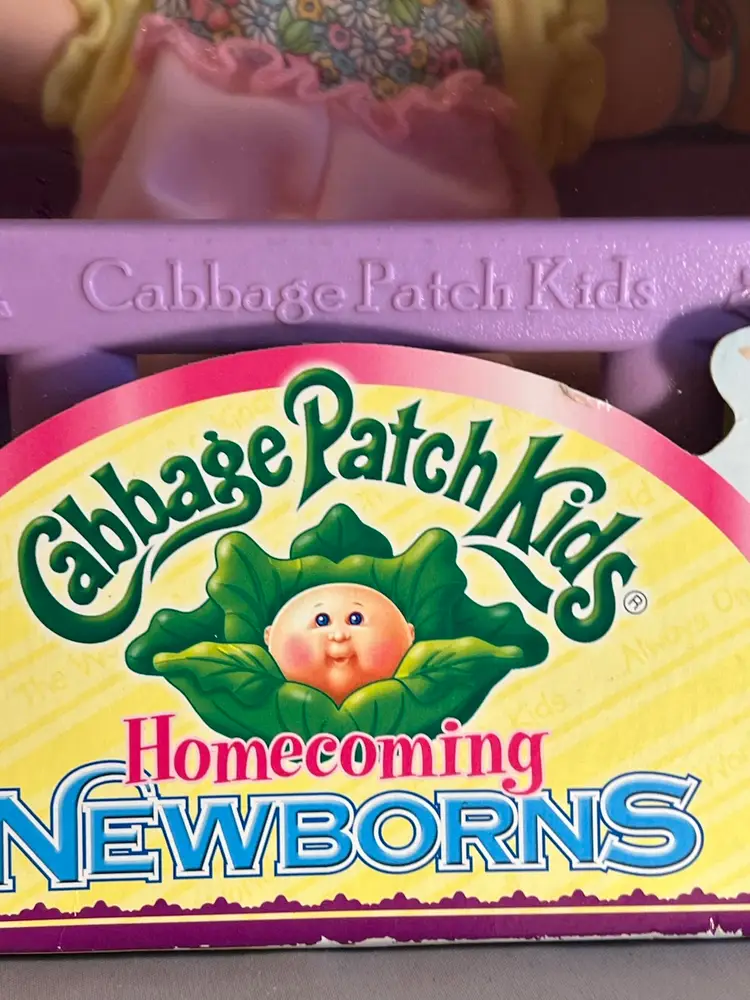 Cabbage Patch Kids
Cabbage Patch Kids®
Homecoming
NEWBORNS